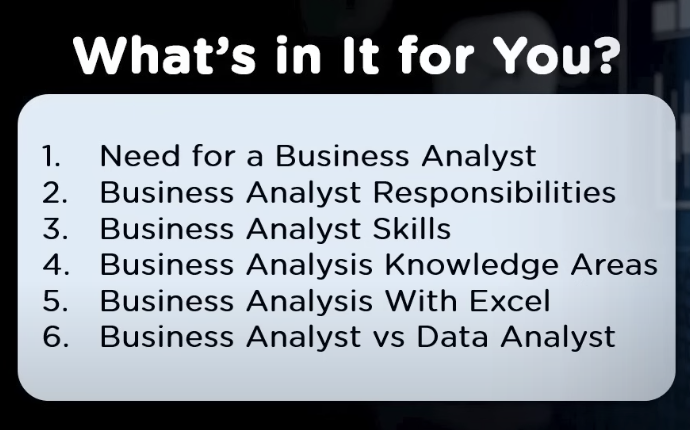 What's in It for You?
1. Need for a Business Analyst
2. Business Analyst Responsibilities
3. Business Analyst Skills
4. Business Analysis Knowledge Areas
5. Business Analysis With Excel
6. Business Analyst vs Data Analyst